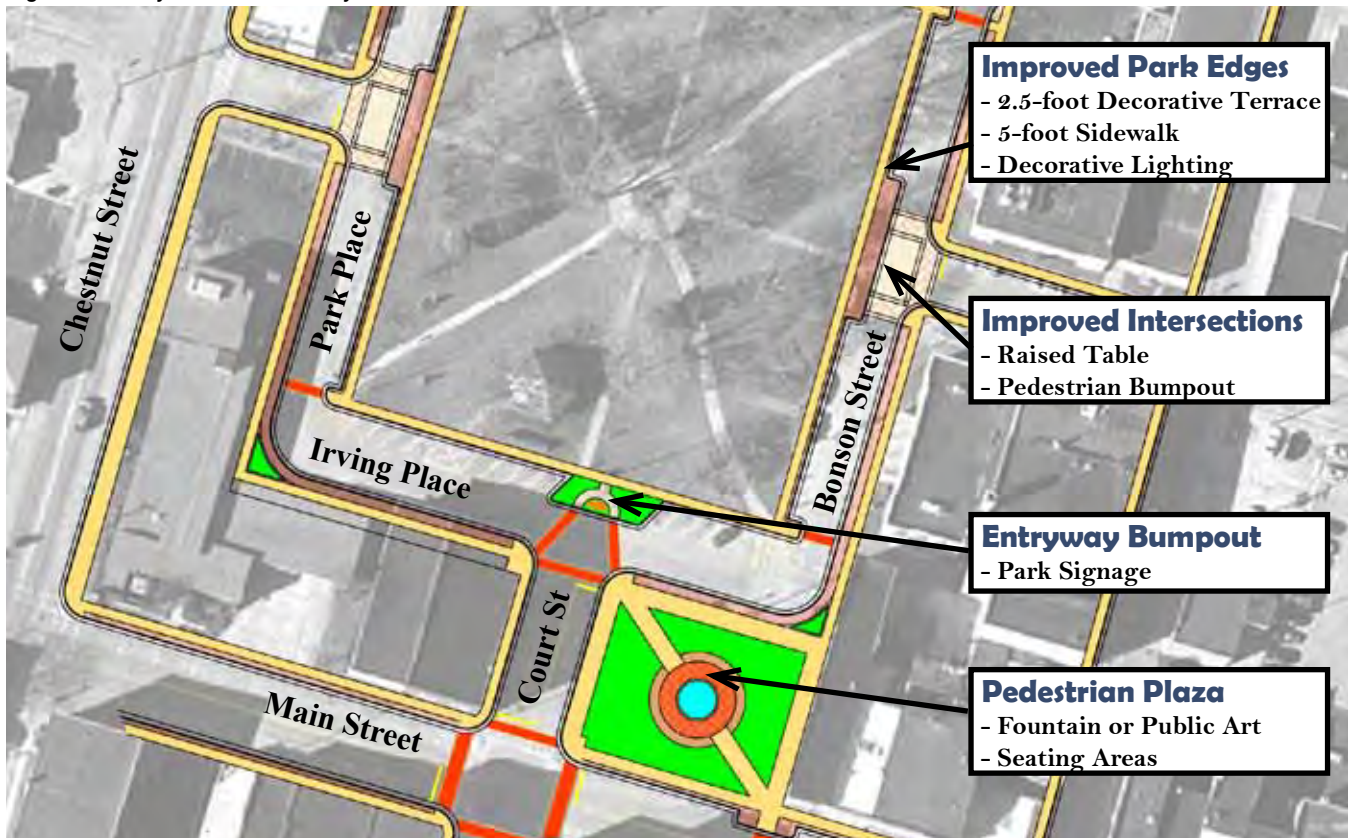 Improved Park Edges
- 2.5-foot Decorative Terrace
- 5-foot Sidewalk
- Decorative Lighting
Chestnut Street
Park Place
Improved Intersections
- Raised Table
- Pedestrian Bumpout
Bonson Street
Irving Place
Entryway Bumpout
- Park Signage
Court St
Main Street
Pedestrian Plaza
- Fountain or Public Art
- Seating Areas